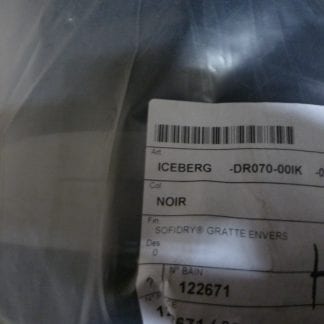 Art.
ICEBERG -DR070-00IK
Col.
NOIR
Fin.
SOFIDRY® GRATTE ENVERS
Des
0
N° BAIN
122671